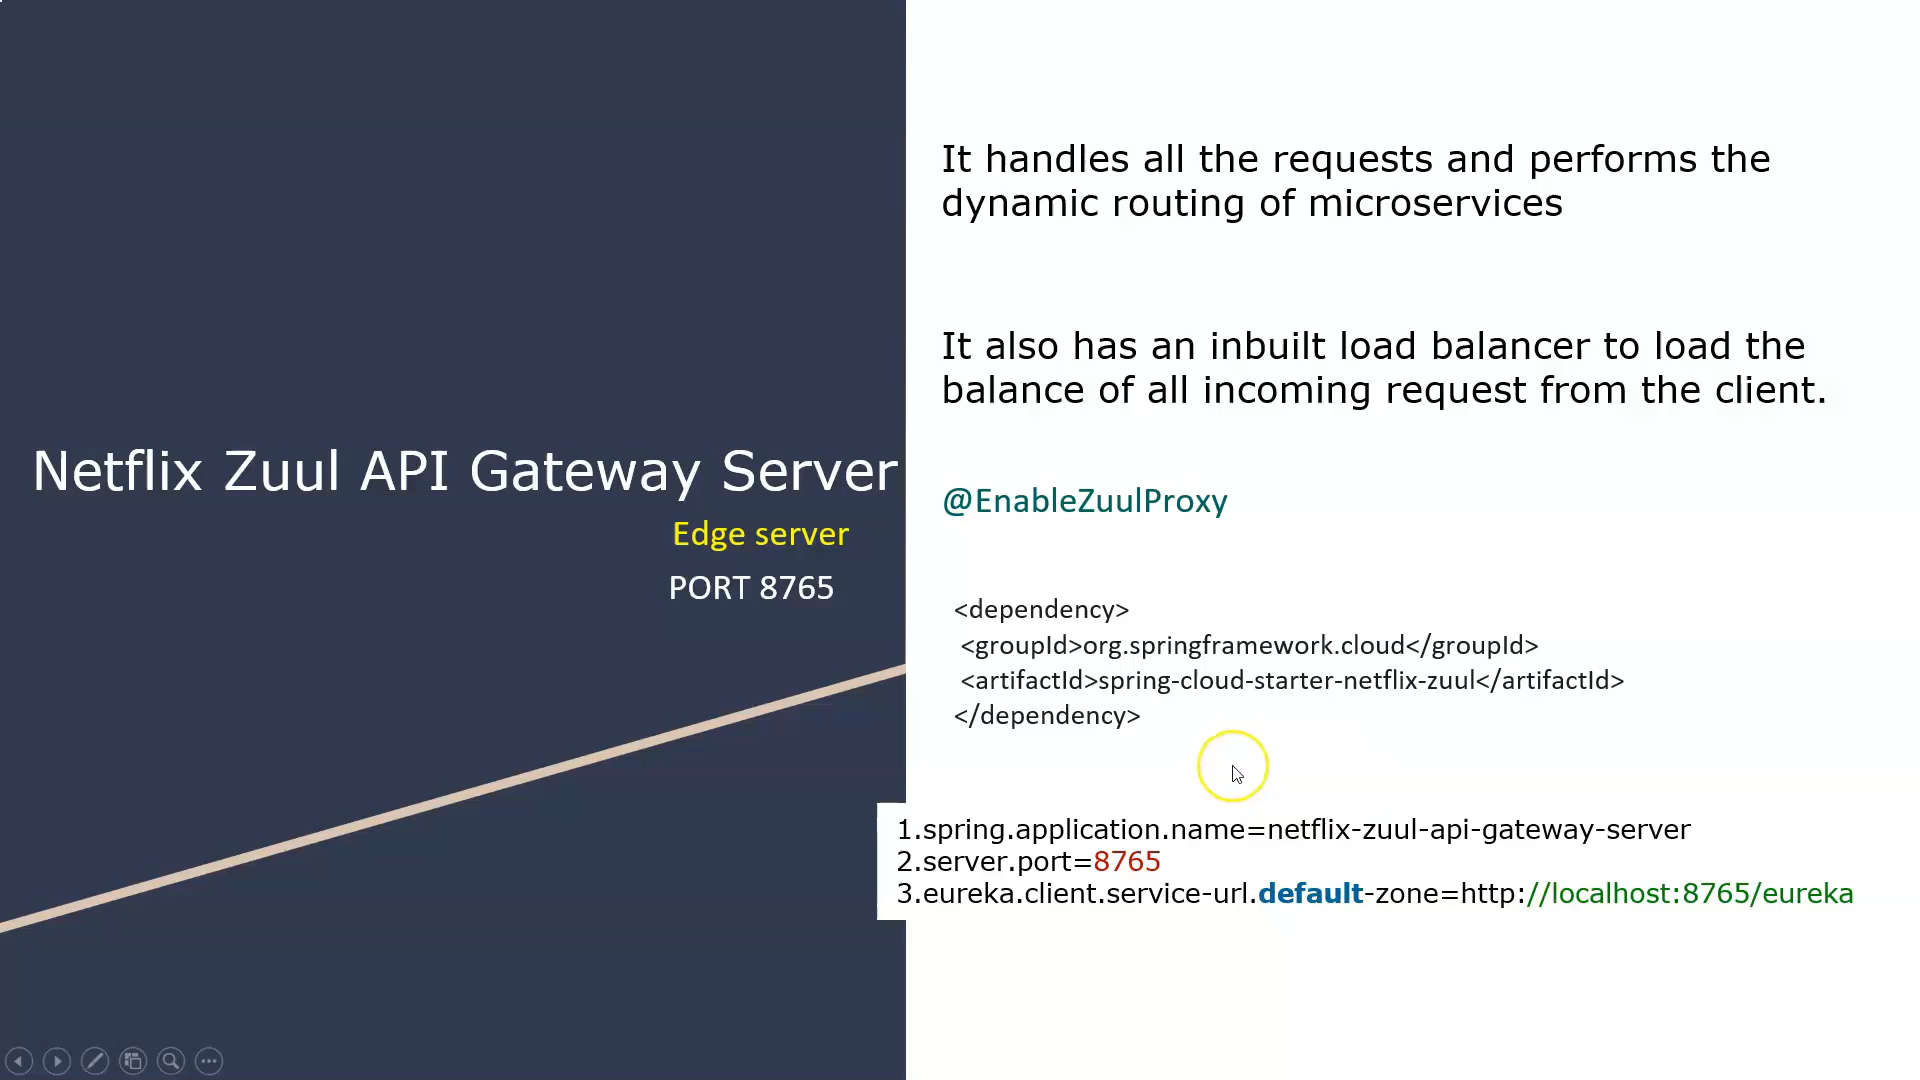 Netflix Zuul API Gateway Server
Edge server
PORT 8765
It handles all the requests and performs the
dynamic routing of microservices
It also has an inbuilt load balancer to load the
balance of all incoming request from the client.
@EnableZuulProxy
<dependency>
<groupId>org.springframework.cloud</groupId>
<artifactId>spring-cloud-starter-netflix-zuul</artifactId>
</dependency>
1.spring.application.name=netflix-zuul-api-gateway-server
2.server.port=8765
3.eureka.client.service-url.default-zone=http://localhost:8765/eureka